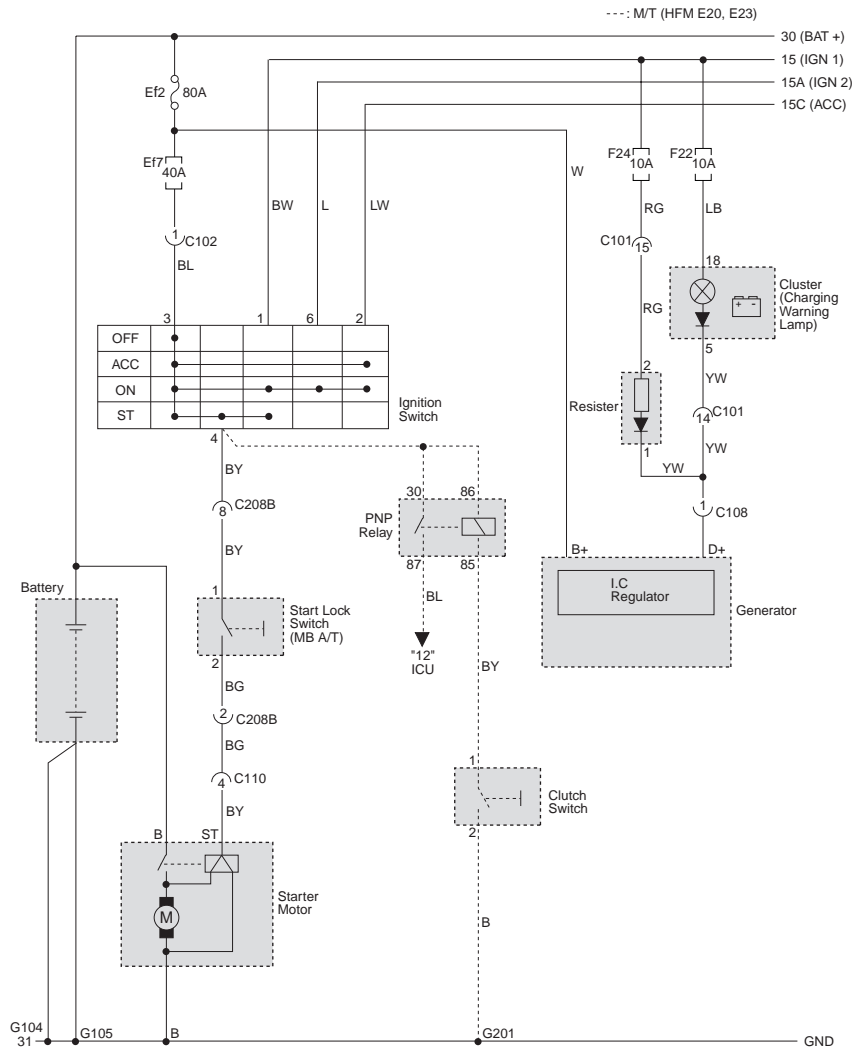 ---: M/T (HFM E20, E23)
30 (BAT +)
15 (IGN 1)
15A (IGN 2)
15C (ACC)
Ef2 80A
Ef7 40A
1 C102
BL
BW
L
LW
W
F24 10A
F22 10A
RG
LB
C101 15
RG
18
Cluster
(Charging
Warning
Lamp)
+ -
5
YW
3 1 6 2
OFF
ACC
ON
ST
Ignition
Switch
4
Resister
2
1
14 C101
YW
YW
1 C108
BY
8 C208B
BY
PNP
Relay
30 86
87 85
BL
"12"
ICU
BY
B+ D+
I.C
Regulator
Generator
Battery
1
Start Lock
Switch
(MB A/T)
2
BG
2 C208B
BG
4 C110
BY
B ST
M
Starter
Motor
1
Clutch
Switch
2
B
G104
31
G105
B
G201
GND